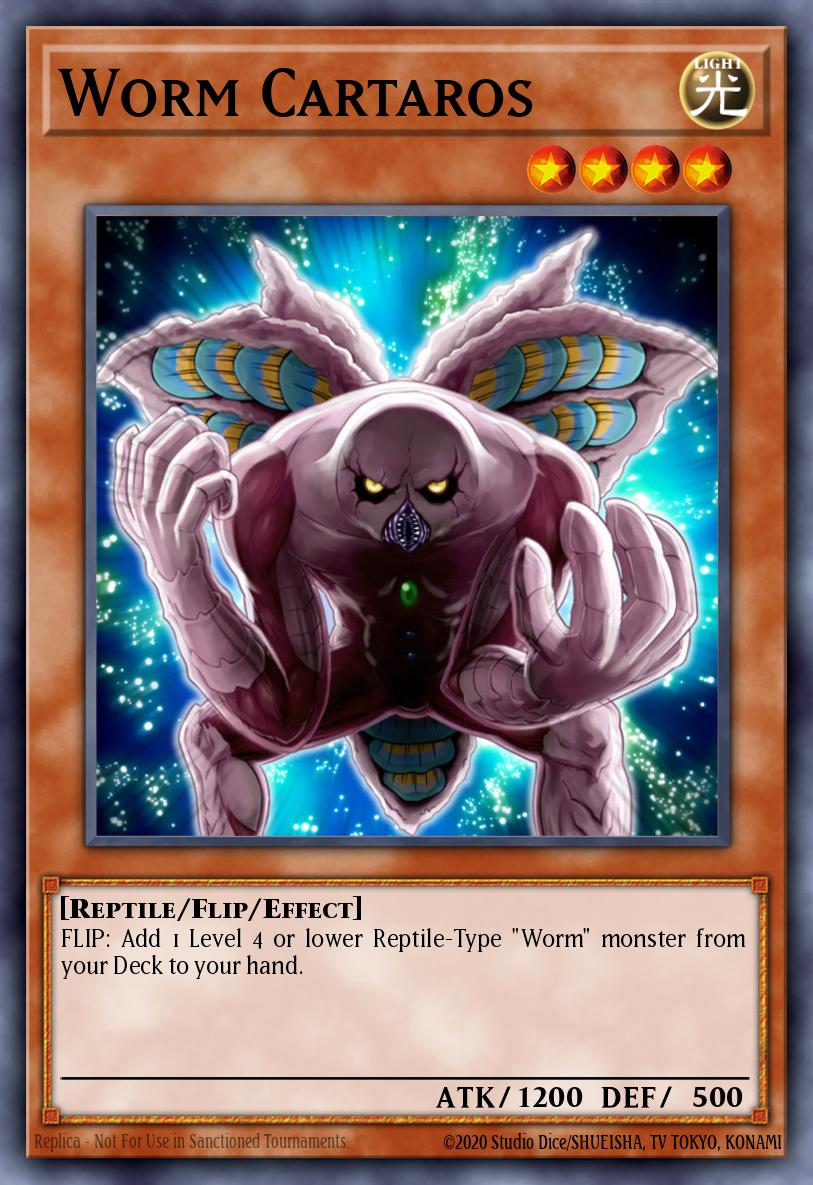 Worm Cartaros
LIGHT
光
[Reptile/Flip/Effect]
FLIP: Add 1 Level 4 or lower Reptile-Type "Worm" monster from
your Deck to your hand.
ATK/1200 DEF/ 500
Replica - Not For Use in Sanctioned Tournaments.
©2020 Studio Dice/SHUEISHA, TV TOKYO, KONAMI